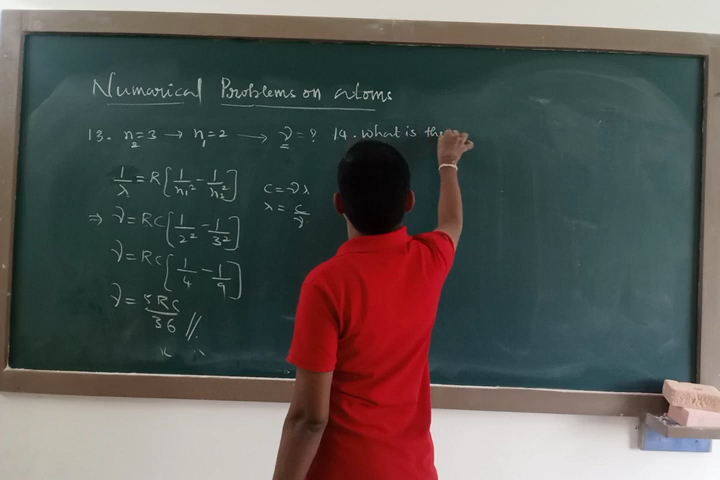 Numarical Problems on atoms
13. n₂=3 → n₁=2 → ν=? 14. What is the
1/λ = R[1/n₁² - 1/n₂²]
c = νλ
⇒ ν = RC[1/2² - 1/3²]
λ = c/ν
ν = RC[1/4 - 1/9]
ν = 5RC/36 //